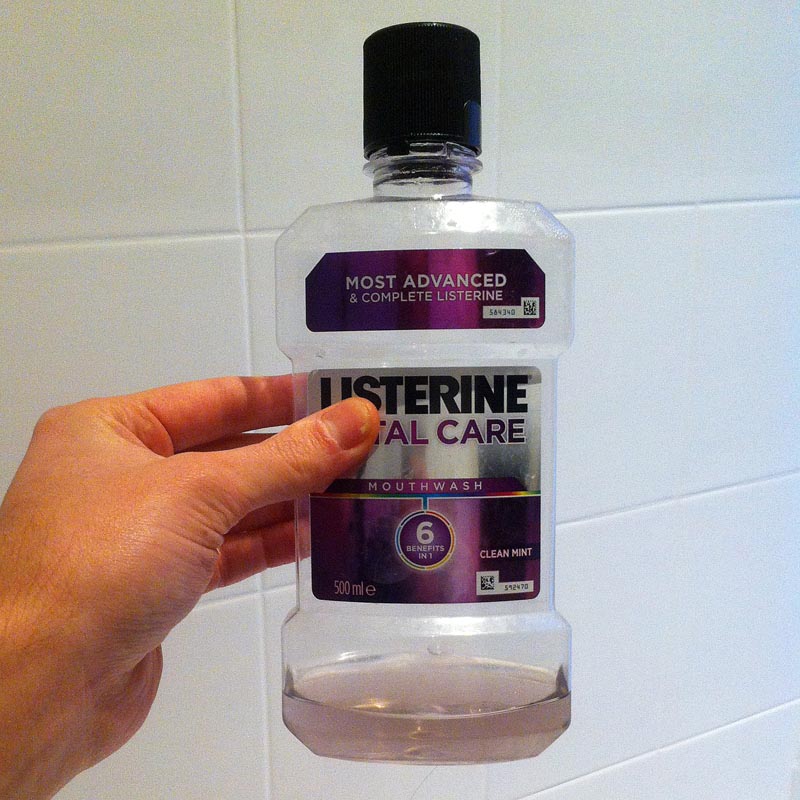 MOST ADVANCED
& COMPLETE LISTERINE
584340
LISTERINE
TAL CARE
MOUTHWASH
6
BENEFITS
IN 1
CLEAN MINT
500 ml e
592470